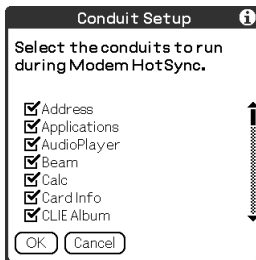 Conduit Setup
Select the conduits to run
during Modem HotSync.
Address
Applications
AudioPlayer
Beam
Calc
Card Info
CLIE Album
OK Cancel